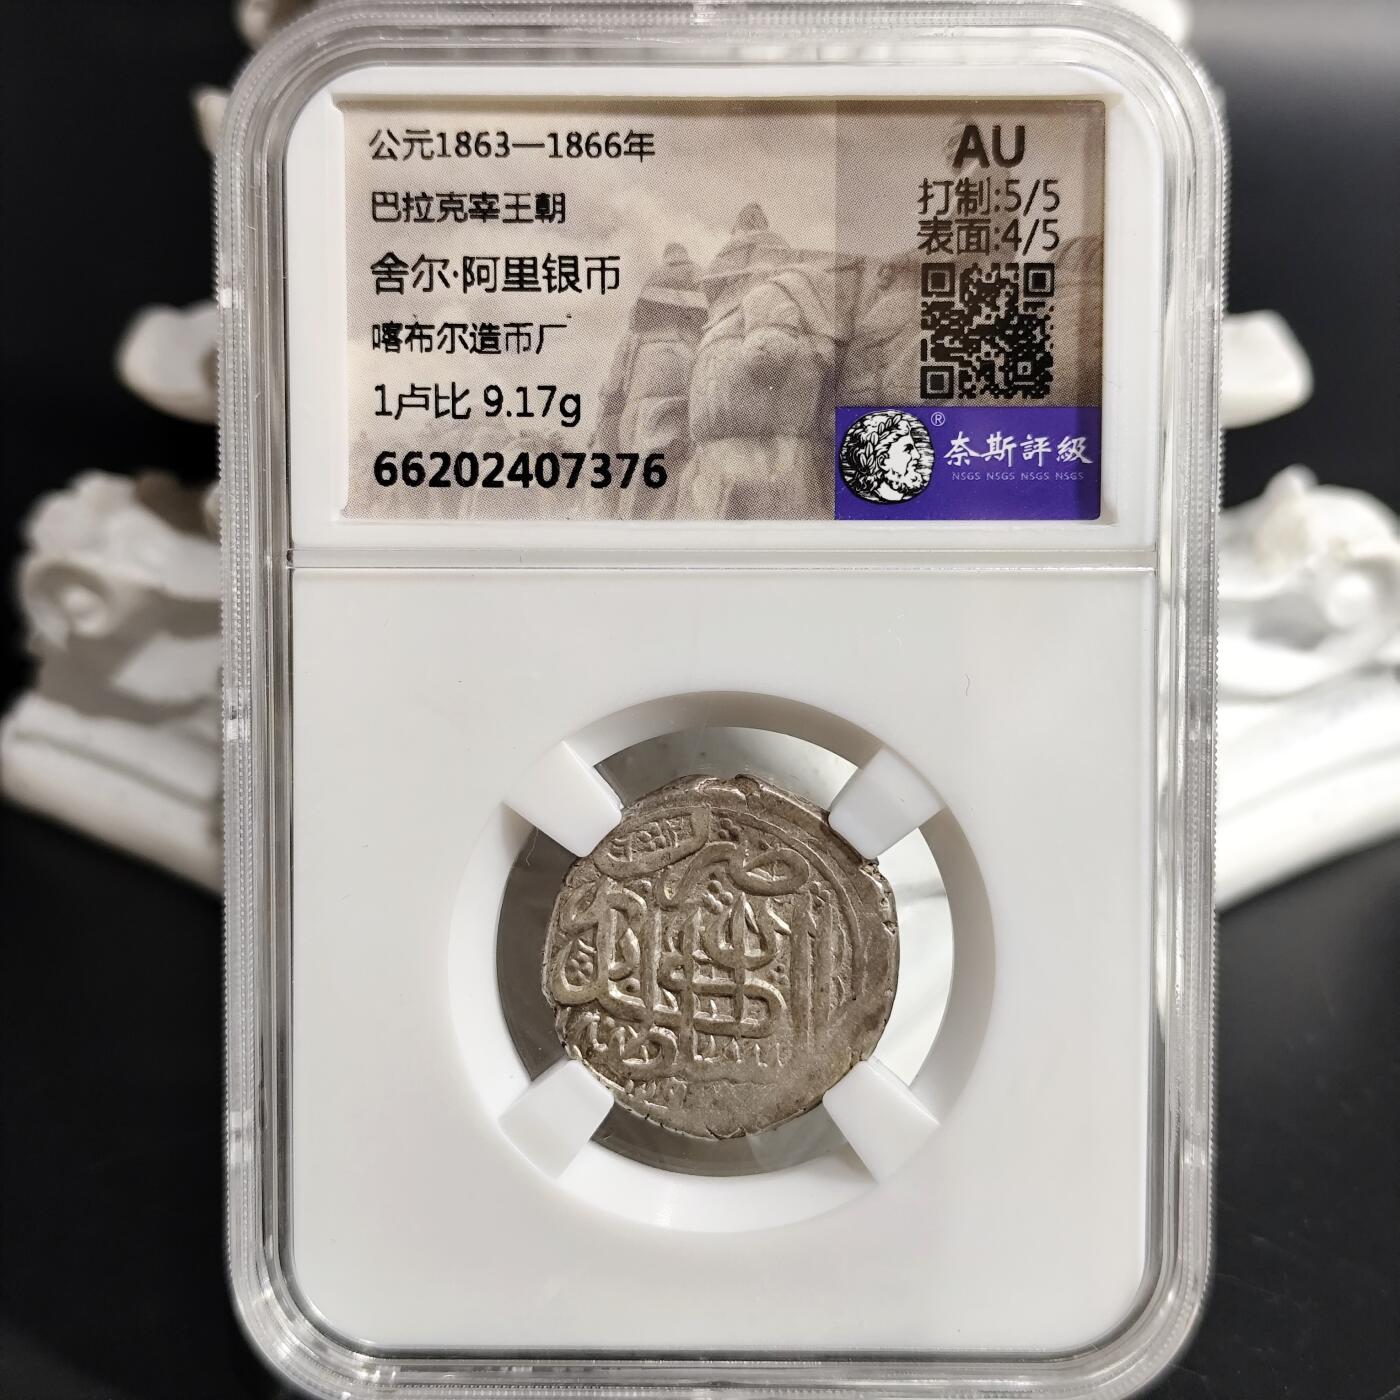 公元1863—1866年
巴拉克宰王朝
舍尔·阿里银币
喀布尔造币厂
1卢比 9.17g
66202407376
AU
打制:5/5
表面:4/5
®
奈斯評級
NSGS NSGS NSGS NSGS